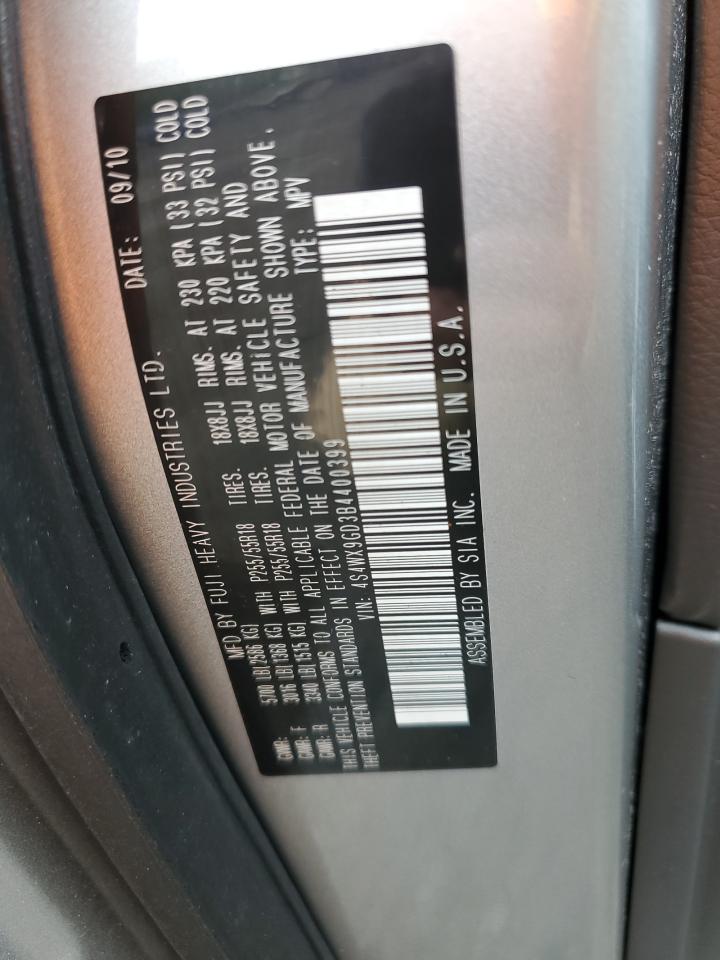 MFD BY FUJI HEAVY INDUSTRIES LTD. DATE: 09/10
GVWR: 5700 LB(2586 KG)
GAWR: F 3016 LB(1368 KG) WITH P255/55R18 TIRES. 18X8JJ RIMS. AT 230 KPA (33 PSI) COLD
GAWR: R 3340 LB(1515 KG) WITH P255/55R18 TIRES. 18X8JJ RIMS. AT 220 KPA (32 PSI) COLD
THIS VEHICLE CONFORMS TO ALL APPLICABLE FEDERAL MOTOR VEHICLE SAFETY AND
THEFT PREVENTION STANDARDS IN EFFECT ON THE DATE OF MANUFACTURE SHOWN ABOVE.
VIN: 4S4WX9GD3B4400399 TYPE: MPV
ASSEMBLED BY SIA INC. MADE IN U.S.A.